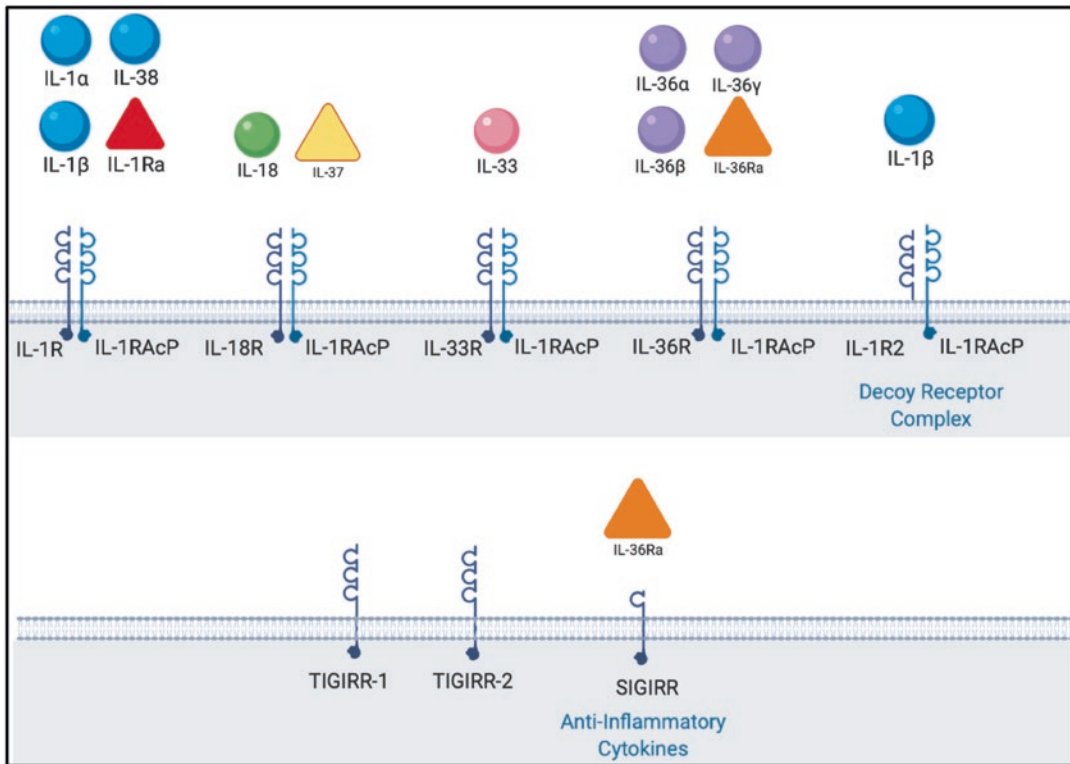 IL-1α IL-38
IL-1β IL-1Ra
IL-18 IL-37
IL-33
IL-36α IL-36γ
IL-36β IL-36Ra
IL-1β
IL-1R IL-1RAcP IL-18R IL-1RAcP IL-33R IL-1RAcP IL-36R IL-1RAcP IL-1R2 IL-1RAcP
Decoy Receptor
Complex
IL-36Ra
TIGIRR-1 TIGIRR-2 SIGIRR
Anti-Inflammatory
Cytokines